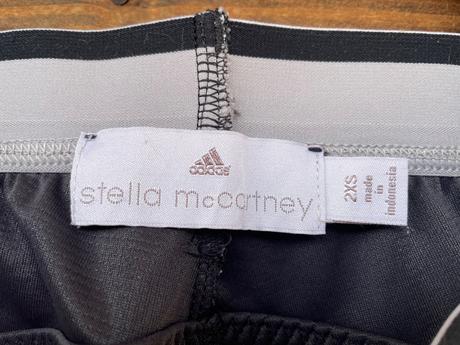 adidas
stella mccartney
2XS
made
in
indonesia